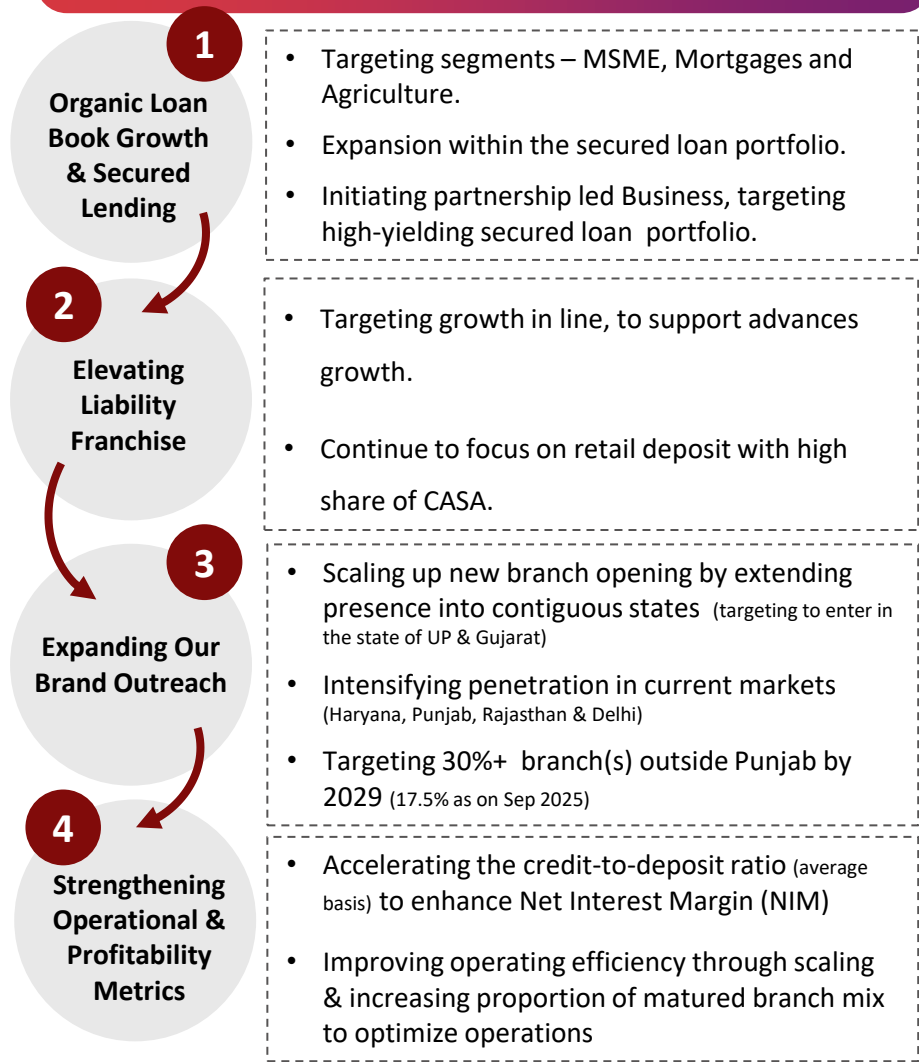 1
Organic Loan
Book Growth
& Secured
Lending
• Targeting segments – MSME, Mortgages and
Agriculture.
• Expansion within the secured loan portfolio.
• Initiating partnership led Business, targeting
high-yielding secured loan portfolio.
2
Elevating
Liability
Franchise
• Targeting growth in line, to support advances
growth.
• Continue to focus on retail deposit with high
share of CASA.
3
Expanding Our
Brand Outreach
• Scaling up new branch opening by extending
presence into contiguous states (targeting to enter in
the state of UP & Gujarat)
• Intensifying penetration in current markets
(Haryana, Punjab, Rajasthan & Delhi)
• Targeting 30%+ branch(s) outside Punjab by
2029 (17.5% as on Sep 2025)
4
Strengthening
Operational &
Profitability
Metrics
• Accelerating the credit-to-deposit ratio (average
basis) to enhance Net Interest Margin (NIM)
• Improving operating efficiency through scaling
& increasing proportion of matured branch mix
to optimize operations